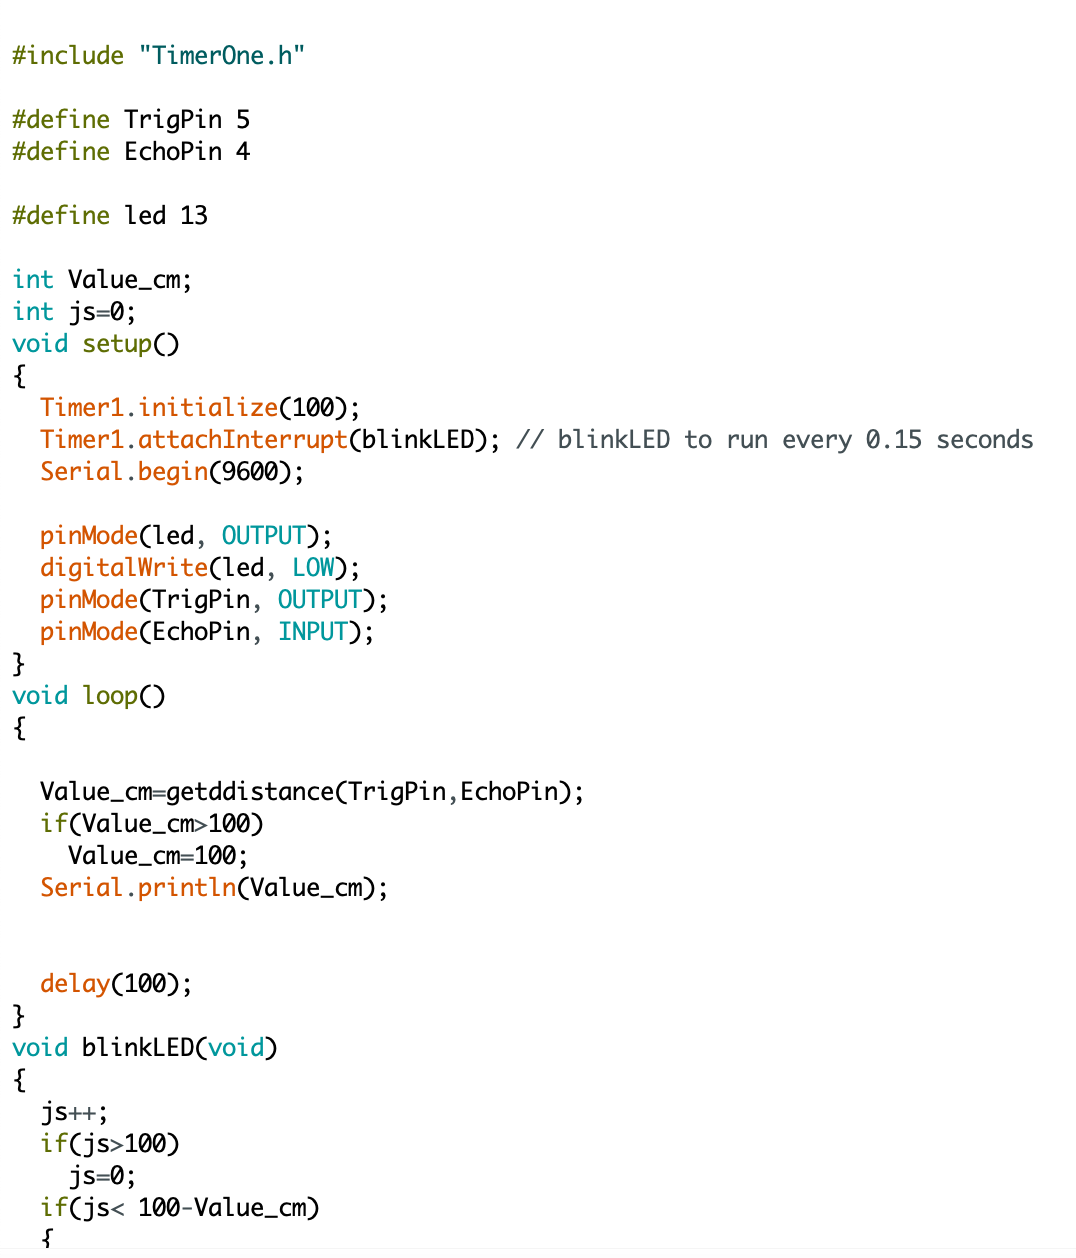 #include "TimerOne.h"
#define TrigPin 5
#define EchoPin 4
#define led 13
int Value_cm;
int js=0;
void setup()
{
  Timer1.initialize(100);
  Timer1.attachInterrupt(blinkLED); // blinkLED to run every 0.15 seconds
  Serial.begin(9600);
  pinMode(led, OUTPUT);
  digitalWrite(led, LOW);
  pinMode(TrigPin, OUTPUT);
  pinMode(EchoPin, INPUT);
}
void loop()
{
  Value_cm=getddistance(TrigPin,EchoPin);
  if(Value_cm>100)
    Value_cm=100;
  Serial.println(Value_cm);
  delay(100);
}
void blinkLED(void)
{
  js++;
  if(js>100)
    js=0;
  if(js< 100-Value_cm)
  {